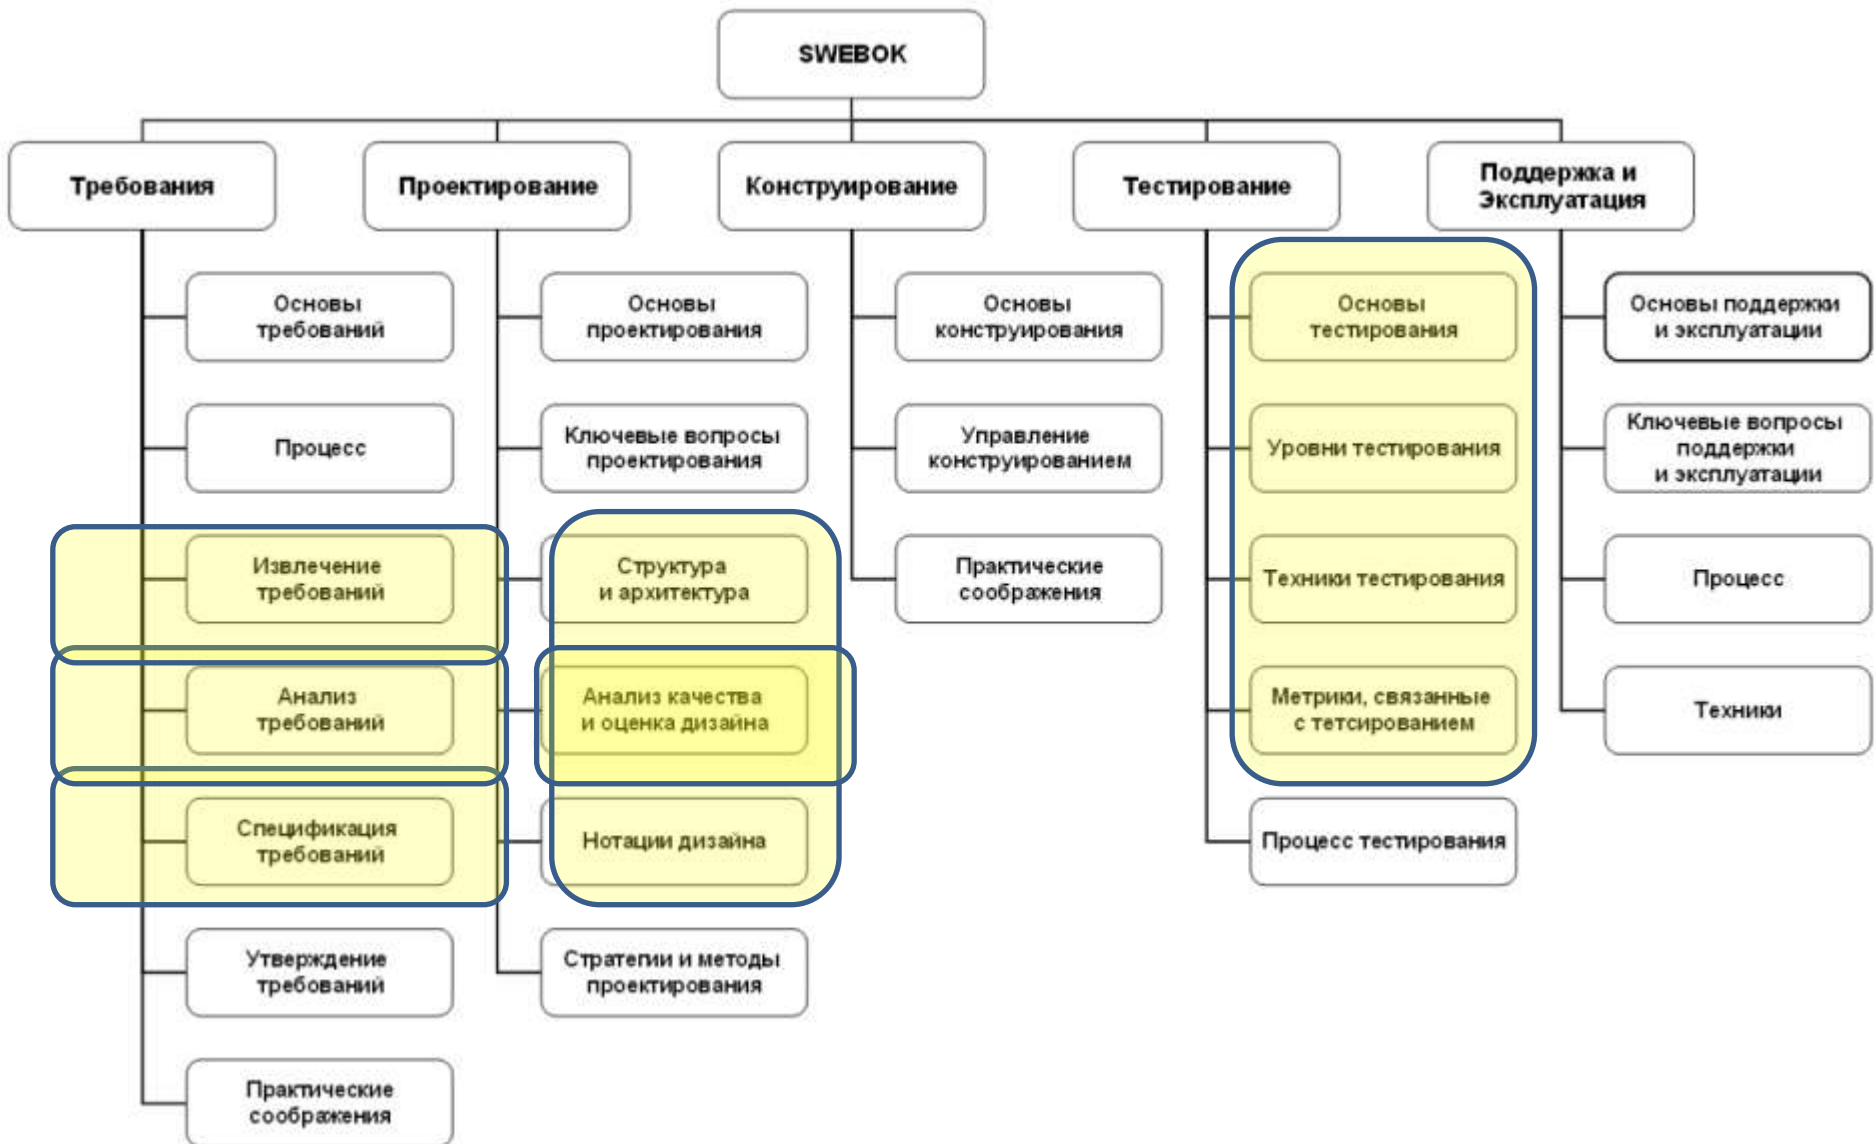 SWEBOK
Требования
Проектирование
Конструирование
Тестирование
Поддержка и
Эксплуатация
Основы
требований
Процесс
Извлечение
требований
Анализ
требований
Спецификация
требований
Утверждение
требований
Практические
соображения
Основы
проектирования
Ключевые вопросы
проектирования
Структура
и архитектура
Анализ качества
и оценка дизайна
Нотации дизайна
Стратегии и методы
проектирования
Основы
конструирования
Управление
конструированием
Практические
соображения
Основы
тестирования
Уровни тестирования
Техники тестирования
Метрики, связанные
с тетсированием
Процесс тестирования
Основы поддержки
и эксплуатации
Ключевые вопросы
поддержки
и эксплуатации
Процесс
Техники